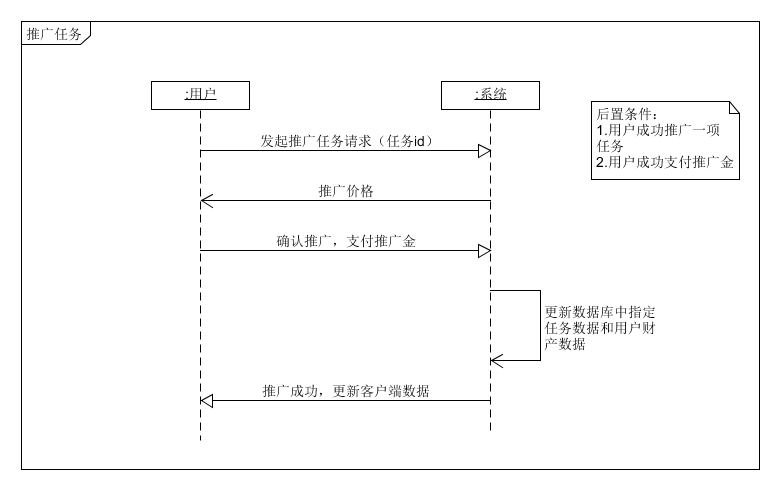 推广任务
:用户
:系统
后置条件：
1.用户成功推广一项
任务
2.用户成功支付推广金
发起推广任务请求（任务id）
推广价格
确认推广，支付推广金
更新数据库中指定
任务数据和用户财
产数据
推广成功，更新客户端数据